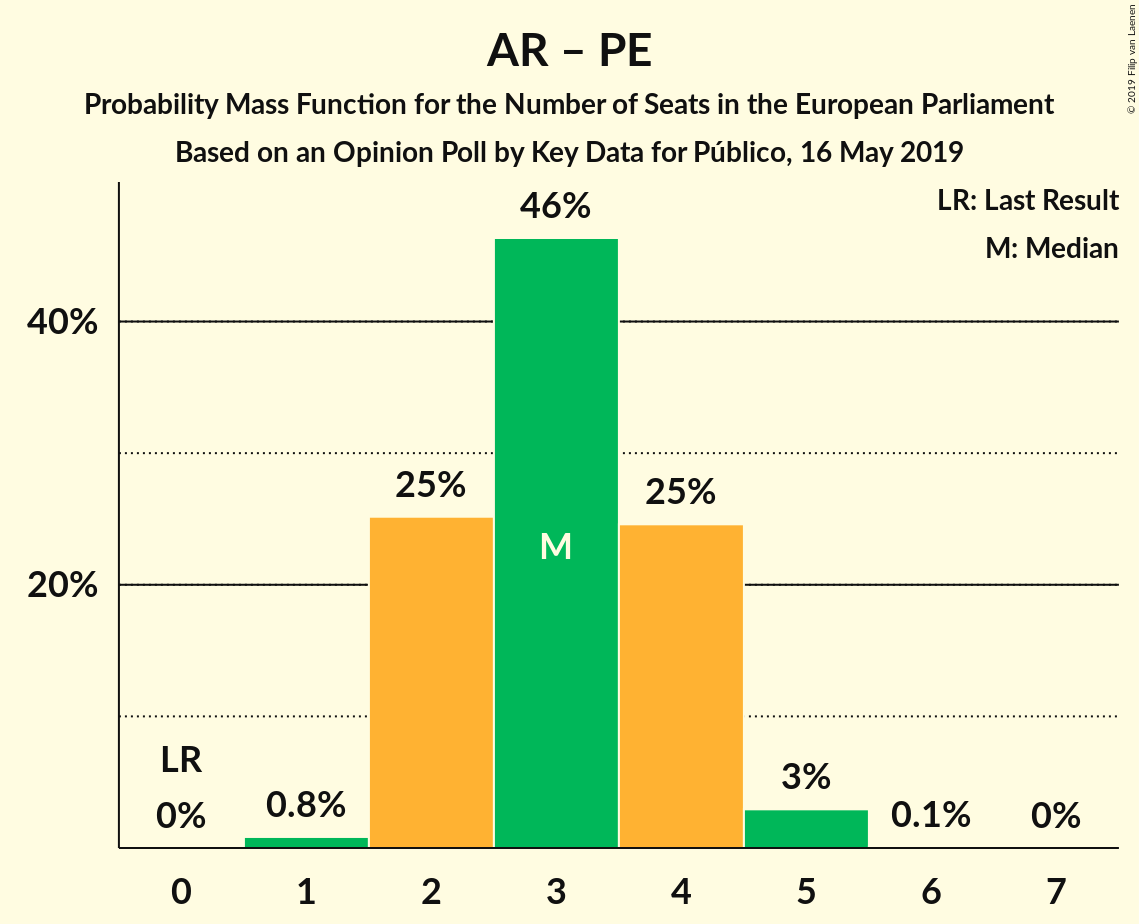 AR – PE
Probability Mass Function for the Number of Seats in the European Parliament
Based on an Opinion Poll by Key Data for Público, 16 May 2019
© 2019 Filip van Laenen
LR: Last Result
M: Median
46%
40%
25%
25%
M
20%
LR
0%
0.8%
3%
0.1%
0%
0 1 2 3 4 5 6 7